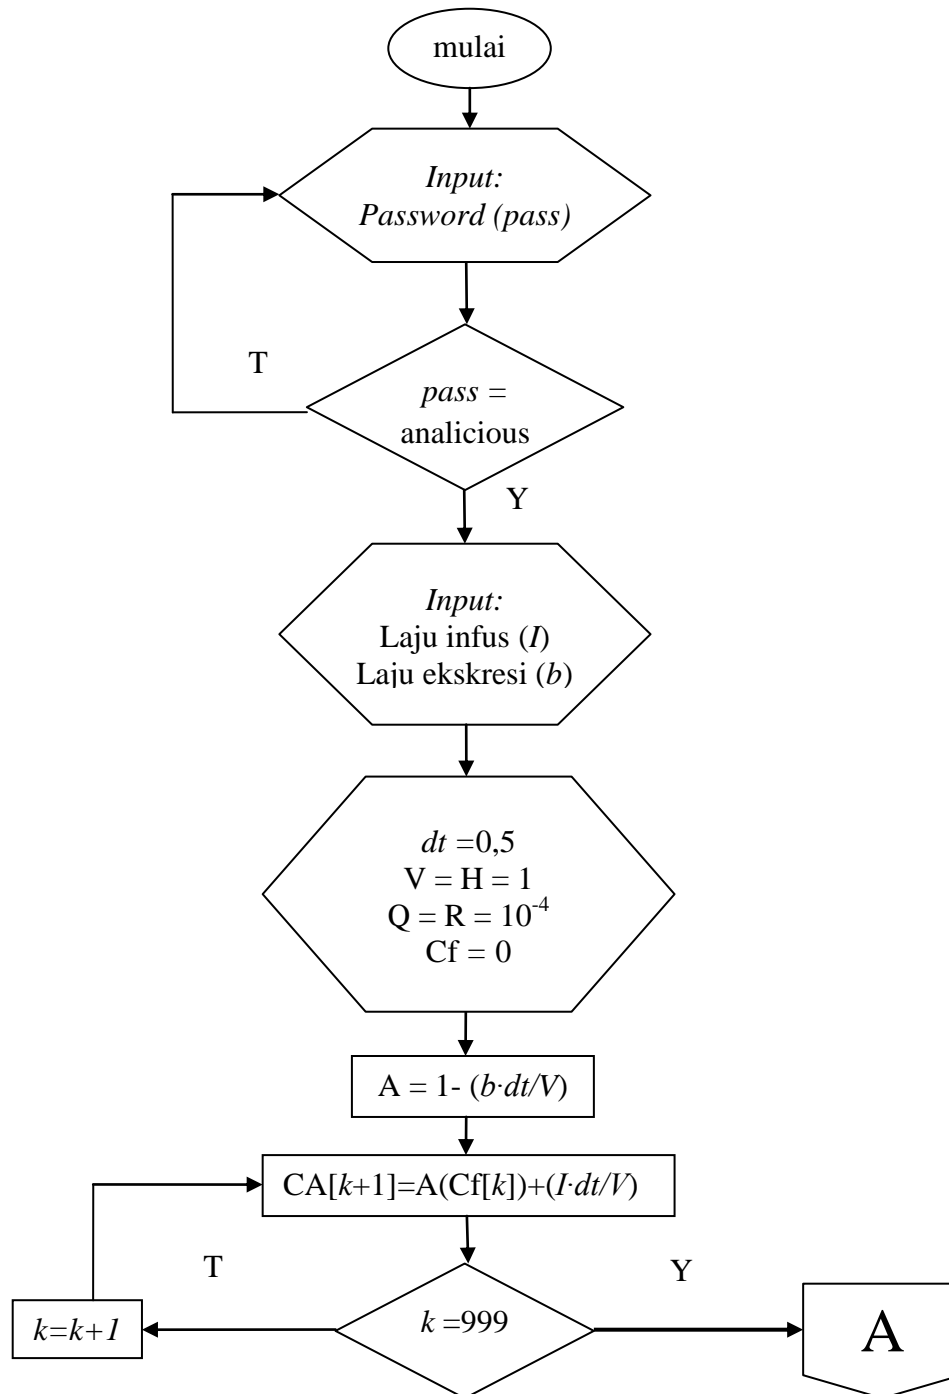 mulai
Input:
Password (pass)
T
pass =
analicious
Y
Input:
Laju infus (I)
Laju ekskresi (b)
dt =0,5
V = H = 1
Q = R = 10⁻⁴
Cf = 0
A = 1- (b·dt/V)
CA[k+1]=A(Cf[k])+(I·dt/V)
T
Y
k=k+1
k =999
A